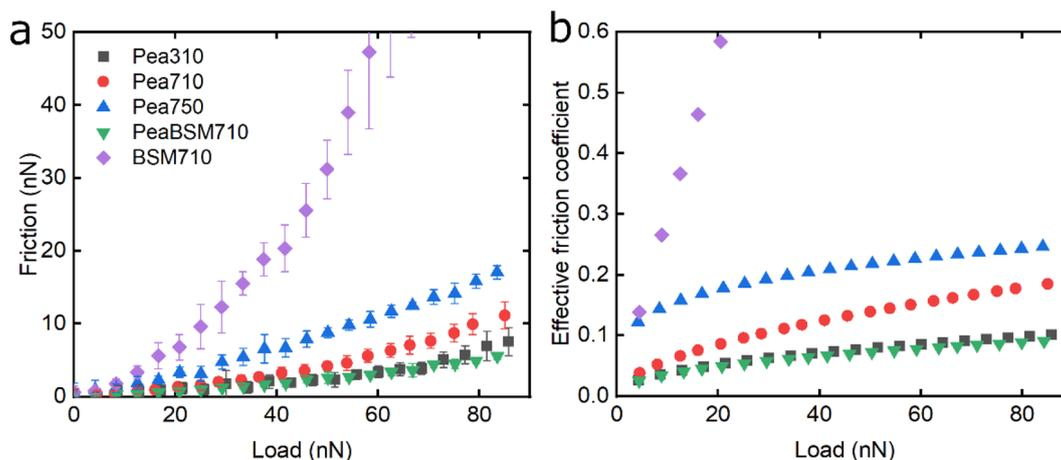 a
50
40
30
20
10
0
Friction (nN)
Pea310
Pea710
Pea750
PeaBSM710
BSM710
0 20 40 60 80
Load (nN)
b
0.6
0.5
0.4
0.3
0.2
0.1
0.0
Effective friction coefficient
0 20 40 60 80
Load (nN)